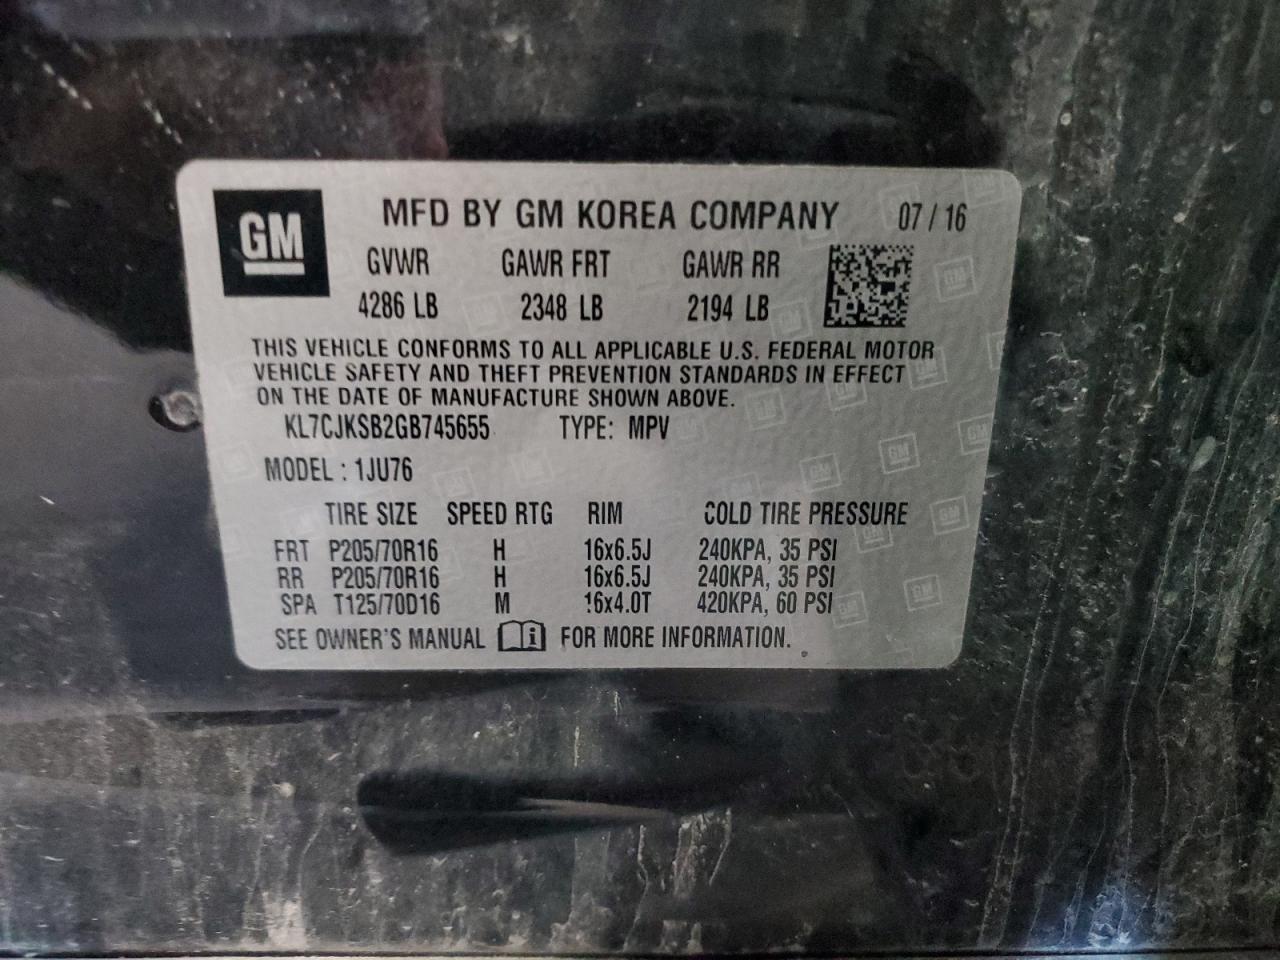 GM
MFD BY GM KOREA COMPANY 07 / 16
GVWR GAWR FRT GAWR RR
4286 LB 2348 LB 2194 LB
THIS VEHICLE CONFORMS TO ALL APPLICABLE U.S. FEDERAL MOTOR
VEHICLE SAFETY AND THEFT PREVENTION STANDARDS IN EFFECT
ON THE DATE OF MANUFACTURE SHOWN ABOVE.
KL7CJKSB2GB745655 TYPE: MPV
MODEL : 1JU76
TIRE SIZE SPEED RTG RIM COLD TIRE PRESSURE
FRT P205/70R16 H 16x6.5J 240KPA, 35 PSI
RR P205/70R16 H 16x6.5J 240KPA, 35 PSI
SPA T125/70D16 M 16x4.0T 420KPA, 60 PSI
SEE OWNER'S MANUAL i FOR MORE INFORMATION.